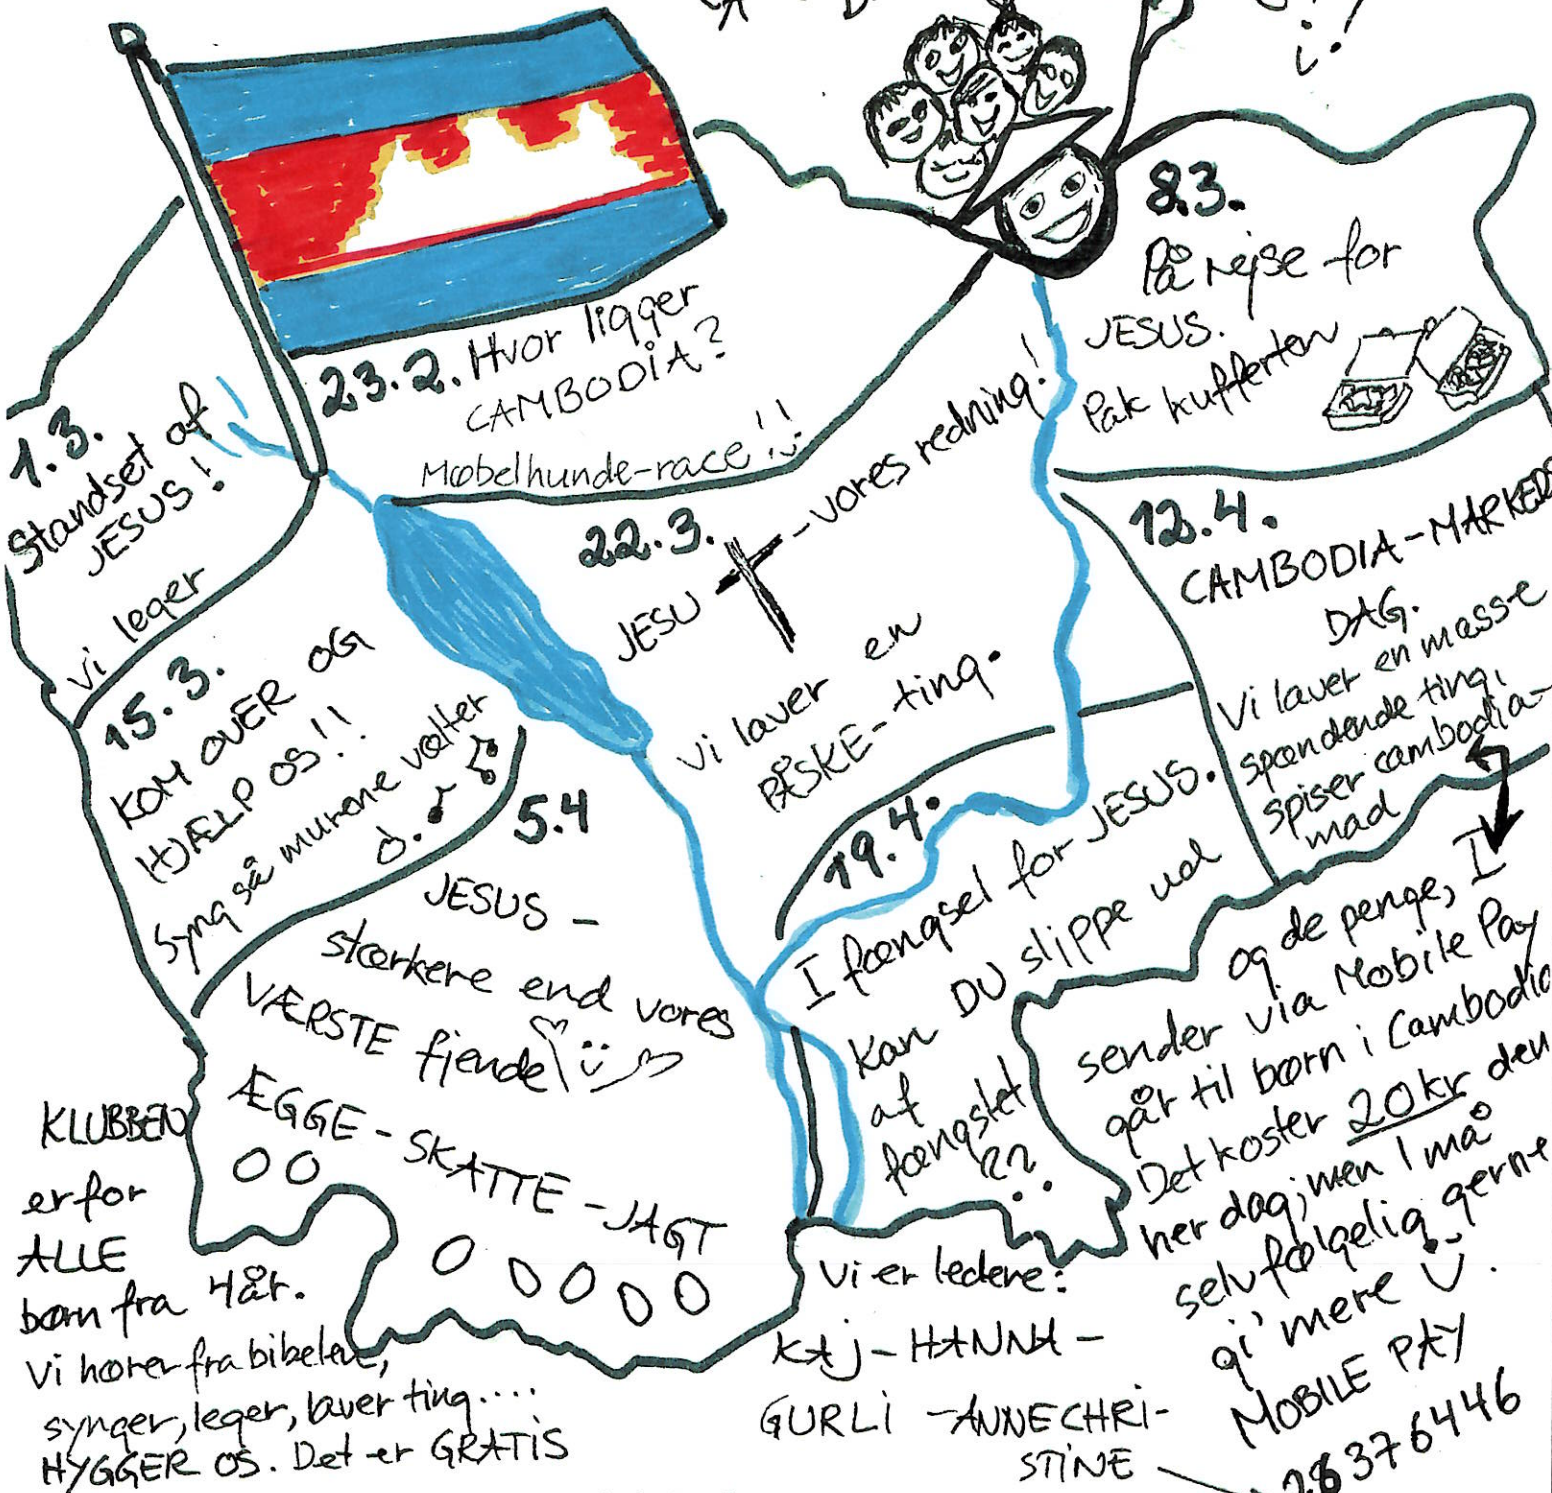 23.2. Hvor ligger
CAMBODIA?
Møbelhunde-race!!
8.3.
På rejse for
JESUS.
Pak kufferten
1.3.
Standset af
JESUS!
Vi leger
22.3.
JESU - vores redning!
Vi laver en
PÅSKE-ting.
12.4.
CAMBODIA-MARKEDS
DAG.
Vi laver en masse
spændende ting,
spiser cambodia-
mad
15.3.
KOM OVER OG
HJÆLP OS!!
Syng så murene vælter
5.4
JESUS -
stærkere end vores
VÆRSTE fjende
ÆGGE-SKATTE-JAGT
19.4.
I fængsel for JESUS.
Kan DU slippe ud
af
fængslet
??
og de penge, I
sender via Mobile Pay
går til børn i Cambodia
Det koster 20 kr den
her dag; men I må
selvfølgelig gerne
gi' mere
MOBILE PAY
28376446
KLUBBEN
er for
ALLE
børn fra 4 år.
Vi hører fra bibelen,
synger, leger, laver ting....
HYGGER OS. Det er GRATIS
Vi er ledere:
KAJ - HANNA -
GURLI - ANNECHRI-
STINE